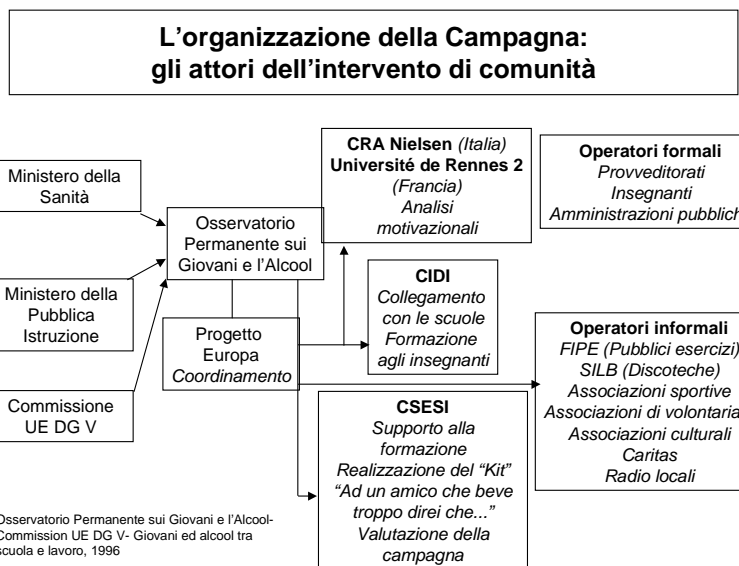 L'organizzazione della Campagna:
gli attori dell'intervento di comunità
Ministero della
Sanità
Ministero della
Pubblica
Istruzione
Commissione
UE DG V
Osservatorio
Permanente sui
Giovani e l'Alcool
Progetto
Europa
Coordinamento
CRA Nielsen (Italia)
Université de Rennes 2
(Francia)
Analisi
motivazionali
CIDI
Collegamento
con le scuole
Formazione
agli insegnanti
CSESI
Supporto alla
formazione
Realizzazione del “Kit”
“Ad un amico che beve
troppo direi che...”
Valutazione della
campagna
Operatori formali
Provveditorati
Insegnanti
Amministrazioni pubblich
Operatori informali
FIPE (Pubblici esercizi)
SILB (Discoteche)
Associazioni sportive
Associazioni di volontaria
Associazioni culturali
Caritas
Radio locali
Osservatorio Permanente sui Giovani e l'Alcool-
Commission UE DG V- Giovani ed alcool tra
scuola e lavoro, 1996